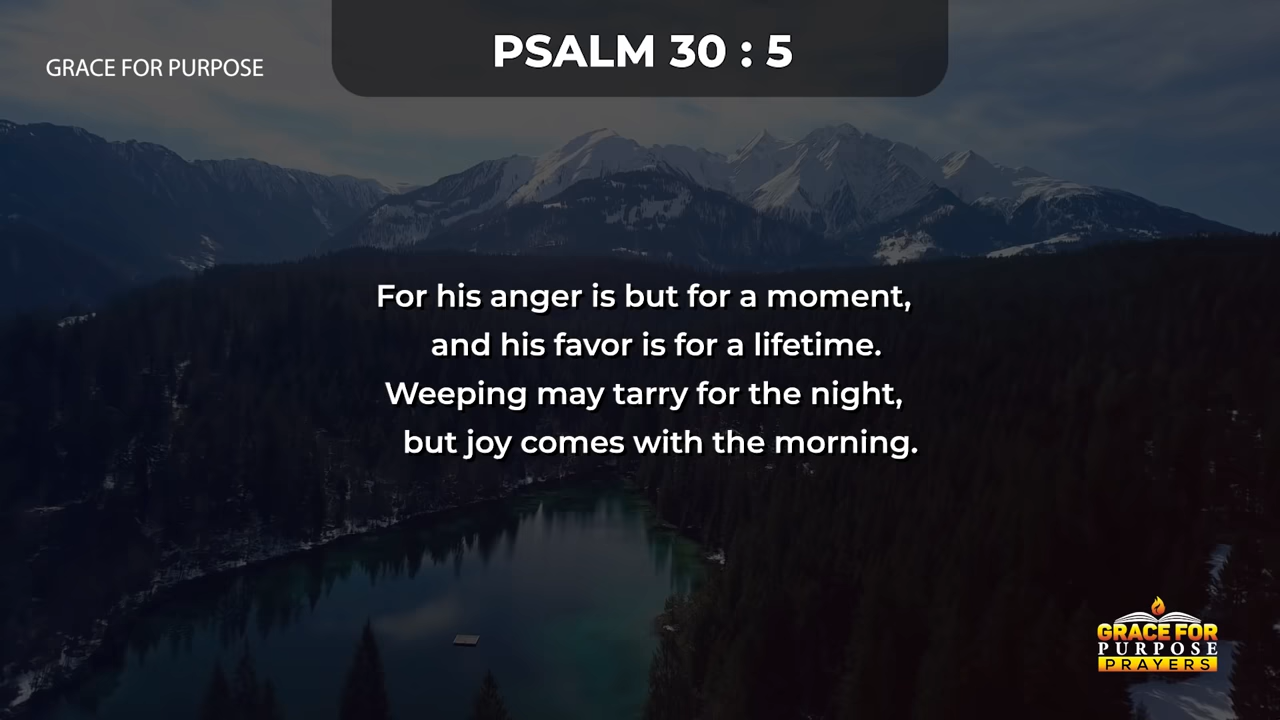 PSALM 30 : 5
GRACE FOR PURPOSE
For his anger is but for a moment,
and his favor is for a lifetime.
Weeping may tarry for the night,
but joy comes with the morning.
GRACE FOR
PURPOSE
PRAYERS